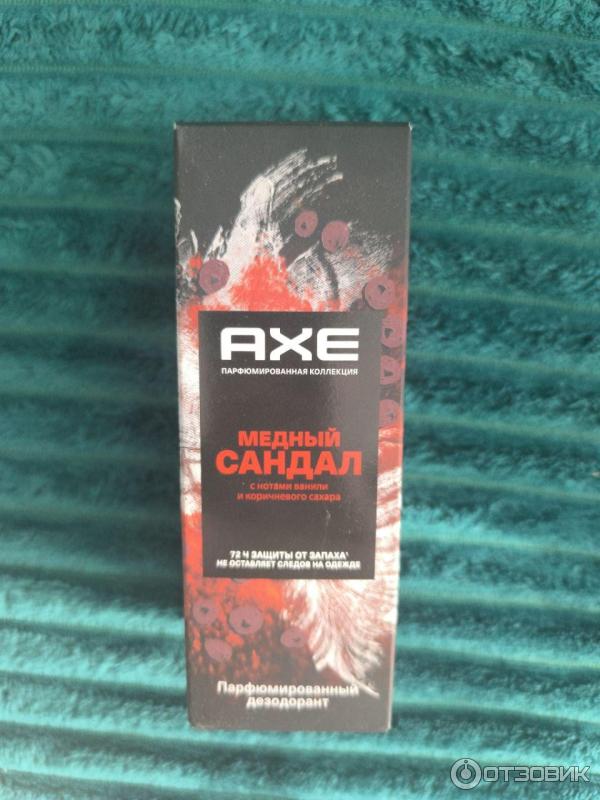 AXE
ПАРФЮМИРОВАННАЯ КОЛЛЕКЦИЯ
МЕДНЫЙ
САНДАЛ
с нотами ванили
и коричневого сахара
72 Ч ЗАЩИТЫ ОТ ЗАПАХА*
НЕ ОСТАВЛЯЕТ СЛЕДОВ НА ОДЕЖДЕ
Парфюмированный
дезодорант
ОТЗОВИК